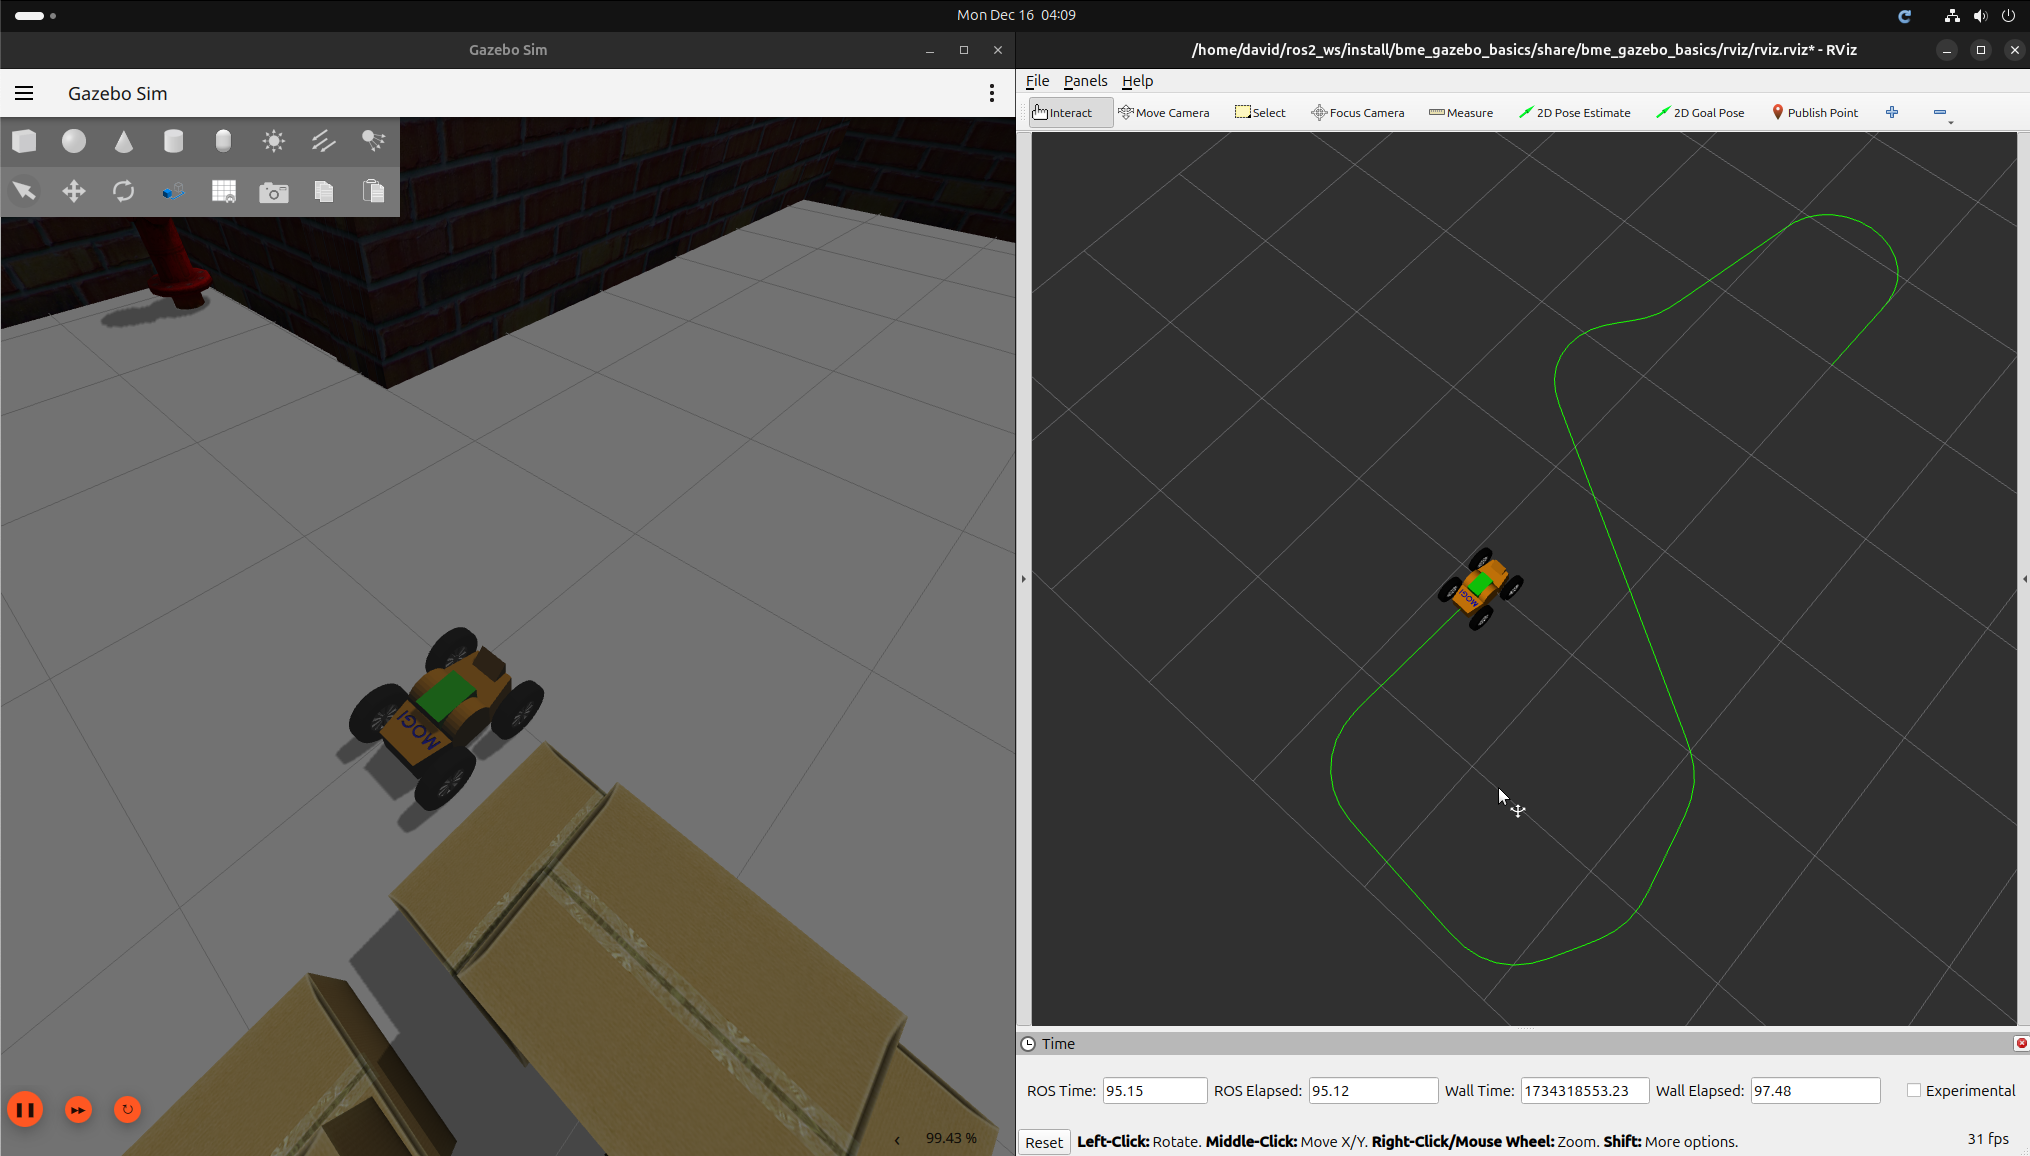 Mon Dec 16 04:09
Gazebo Sim
/home/david/ros2_ws/install/bme_gazebo_basics/share/bme_gazebo_basics/rviz/rviz.rviz* - RViz
Gazebo Sim
File Panels Help
Interact Move Camera Select Focus Camera Measure 2D Pose Estimate 2D Goal Pose Publish Point
MOGI
MOGI
99.43 %
Time
ROS Time: 95.15 ROS Elapsed: 95.12 Wall Time: 1734318553.23 Wall Elapsed: 97.48 Experimental
Reset Left-Click: Rotate. Middle-Click: Move X/Y. Right-Click/Mouse Wheel: Zoom. Shift: More options. 31 fps